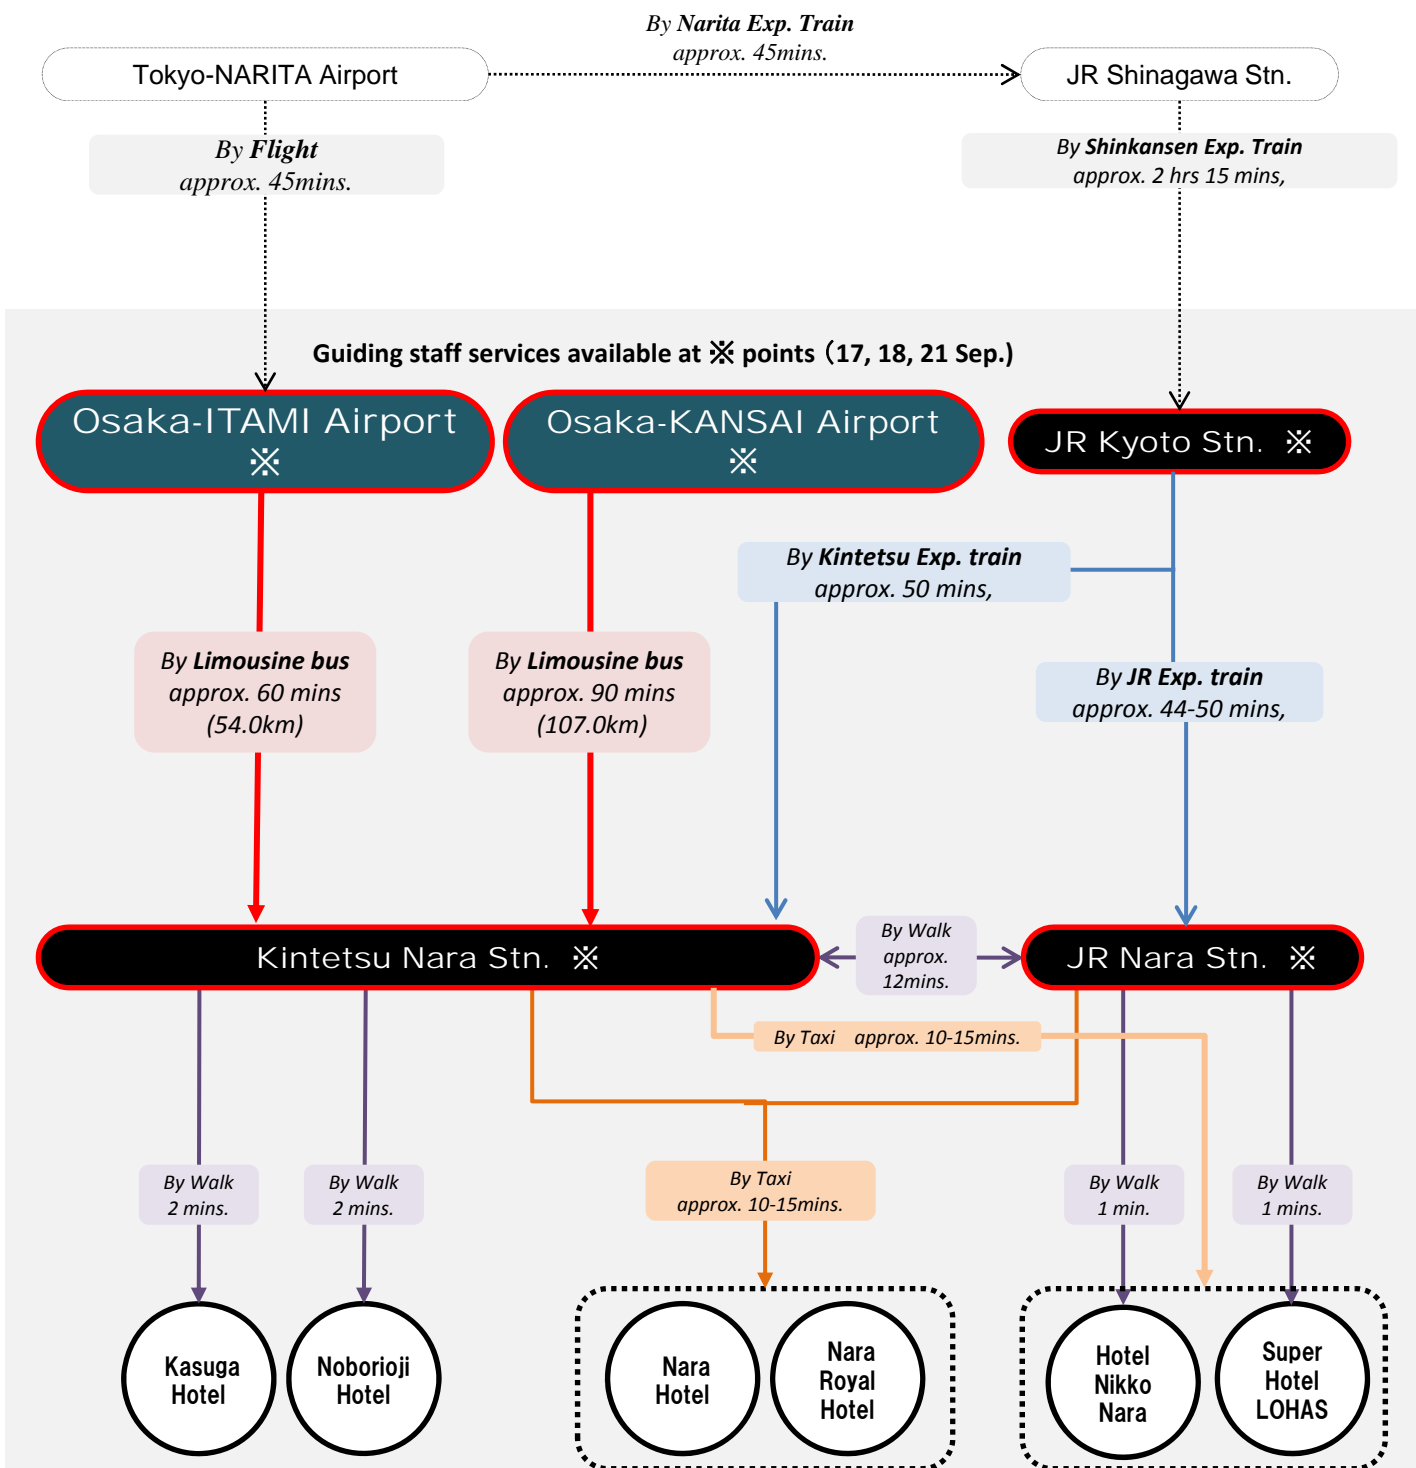 By Narita Exp. Train
approx. 45mins.
Tokyo-NARITA Airport
JR Shinagawa Stn.
By Flight
approx. 45mins.
By Shinkansen Exp. Train
approx. 2 hrs 15 mins,
Guiding staff services available at ※ points (17, 18, 21 Sep.)
Osaka-ITAMI Airport
※
Osaka-KANSAI Airport
※
JR Kyoto Stn. ※
By Kintetsu Exp. train
approx. 50 mins,
By Limousine bus
approx. 60 mins
(54.0km)
By Limousine bus
approx. 90 mins
(107.0km)
By JR Exp. train
approx. 44-50 mins,
Kintetsu Nara Stn. ※
By Walk
approx.
12mins.
JR Nara Stn. ※
By Taxi approx. 10-15mins.
By Walk
2 mins.
By Walk
2 mins.
By Taxi
approx. 10-15mins.
By Walk
1 min.
By Walk
1 mins.
Kasuga
Hotel
Noborioji
Hotel
Nara
Hotel
Nara
Royal
Hotel
Hotel
Nikko
Nara
Super
Hotel
LOHAS